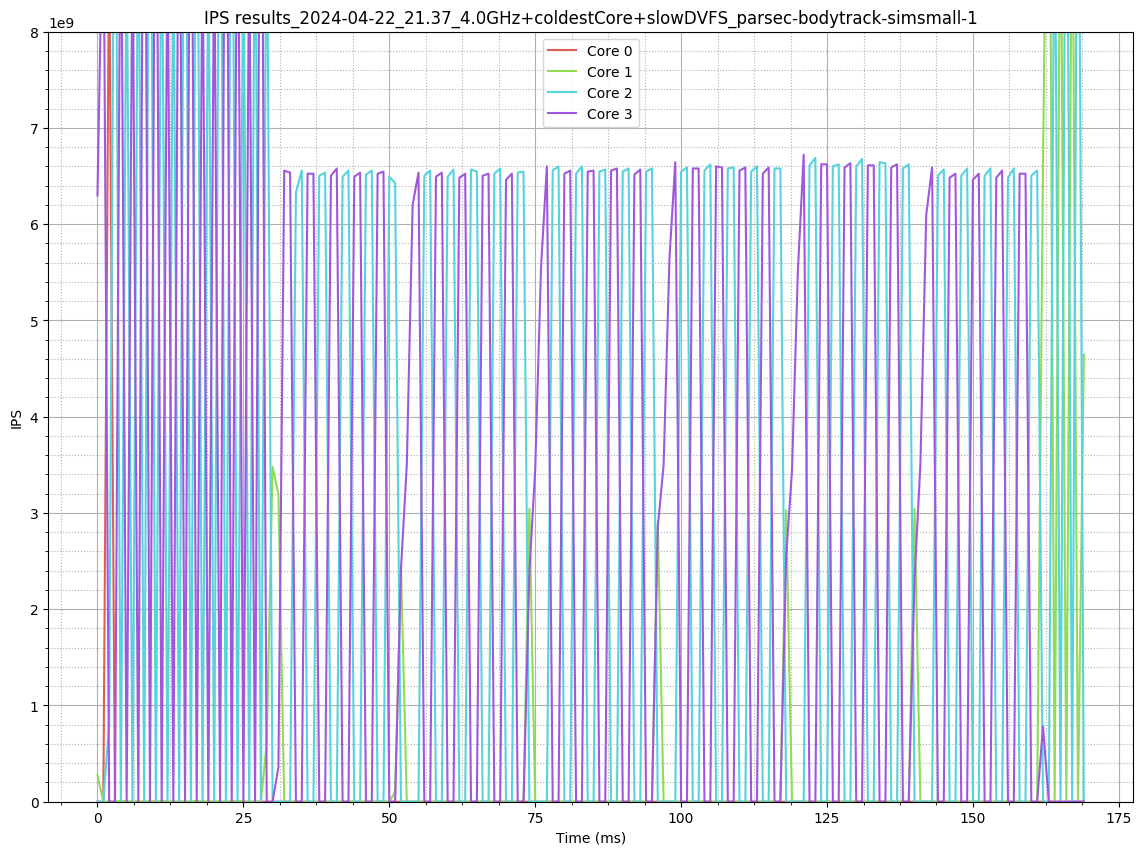 IPS results_2024-04-22_21.37_4.0GHz+coldestCore+slowDVFS_parsec-bodytrack-simsmall-1
1e9
8
7
6
5
4
3
2
1
0
IPS
Core 0
Core 1
Core 2
Core 3
0 25 50 75 100 125 150 175
Time (ms)